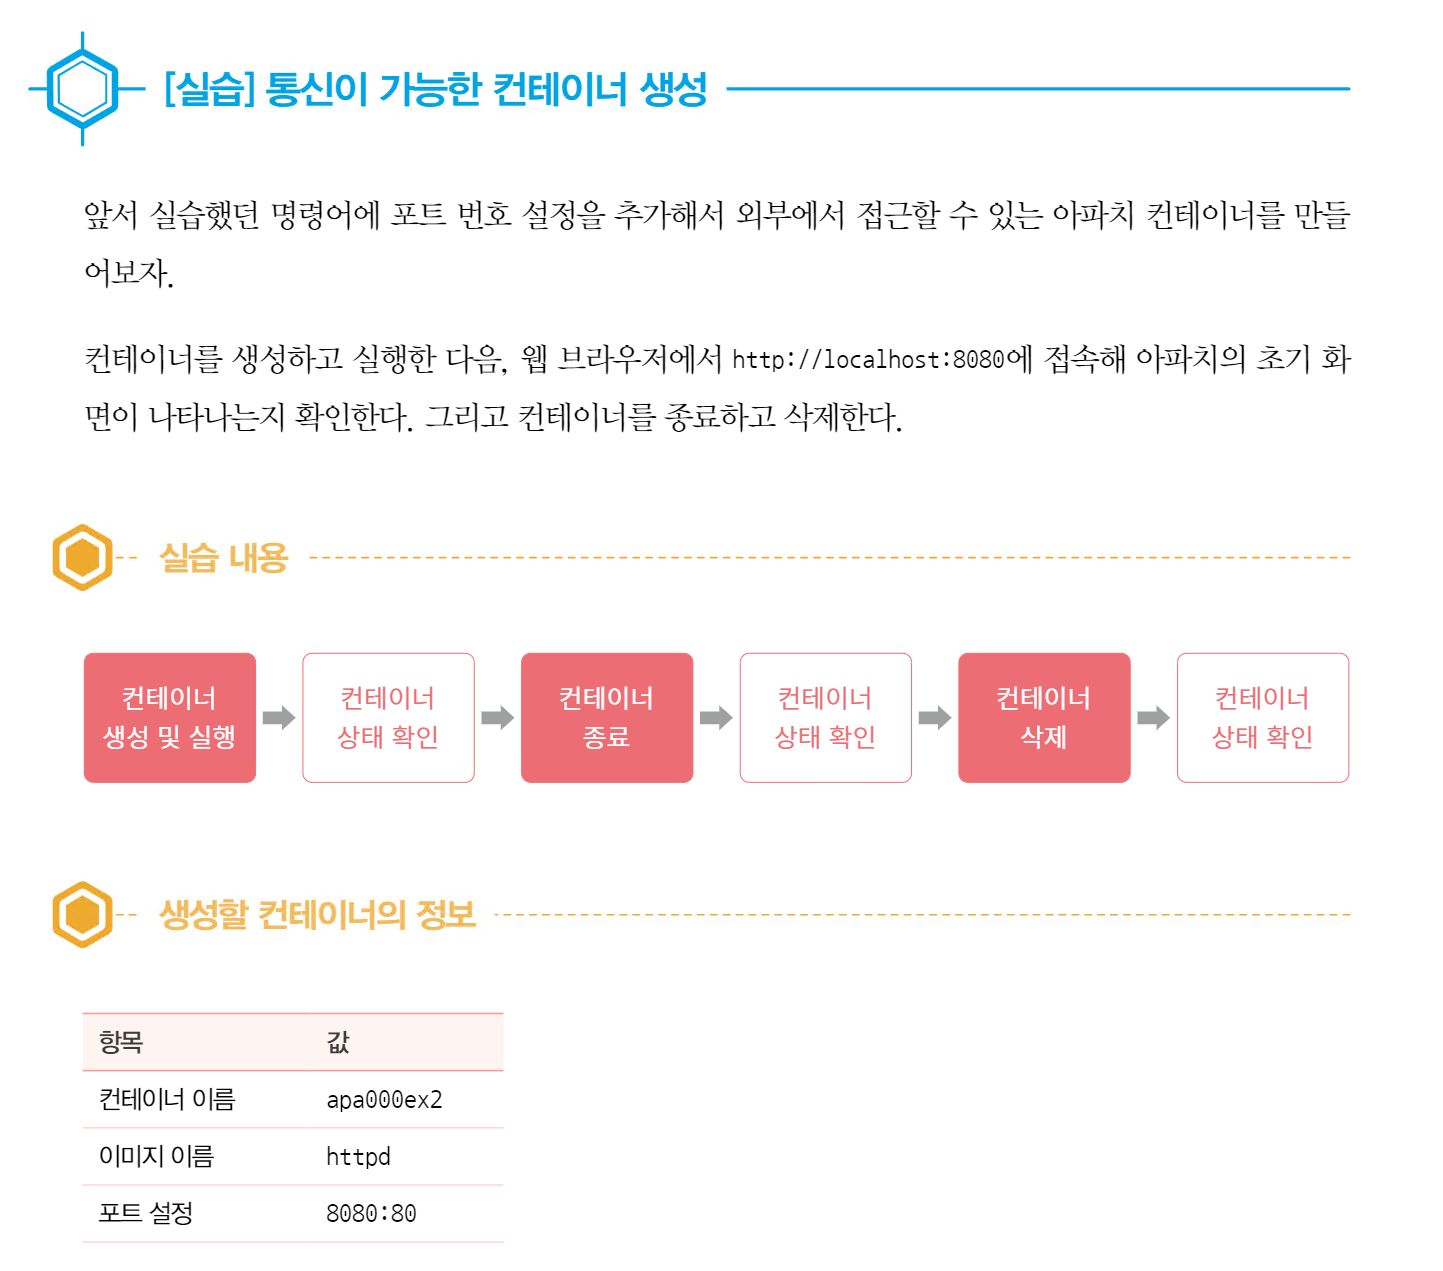 [실습] 통신이 가능한 컨테이너 생성
앞서 실습했던 명령어에 포트 번호 설정을 추가해서 외부에서 접근할 수 있는 아파치 컨테이너를 만들
어보자.
컨테이너를 생성하고 실행한 다음, 웹 브라우저에서 http://localhost:8080에 접속해 아파치의 초기 화
면이 나타나는지 확인한다. 그리고 컨테이너를 종료하고 삭제한다.
실습 내용
컨테이너
생성 및 실행
컨테이너
상태 확인
컨테이너
종료
컨테이너
상태 확인
컨테이너
삭제
컨테이너
상태 확인
생성할 컨테이너의 정보
항목 값
컨테이너 이름 apa000ex2
이미지 이름 httpd
포트 설정 8080:80